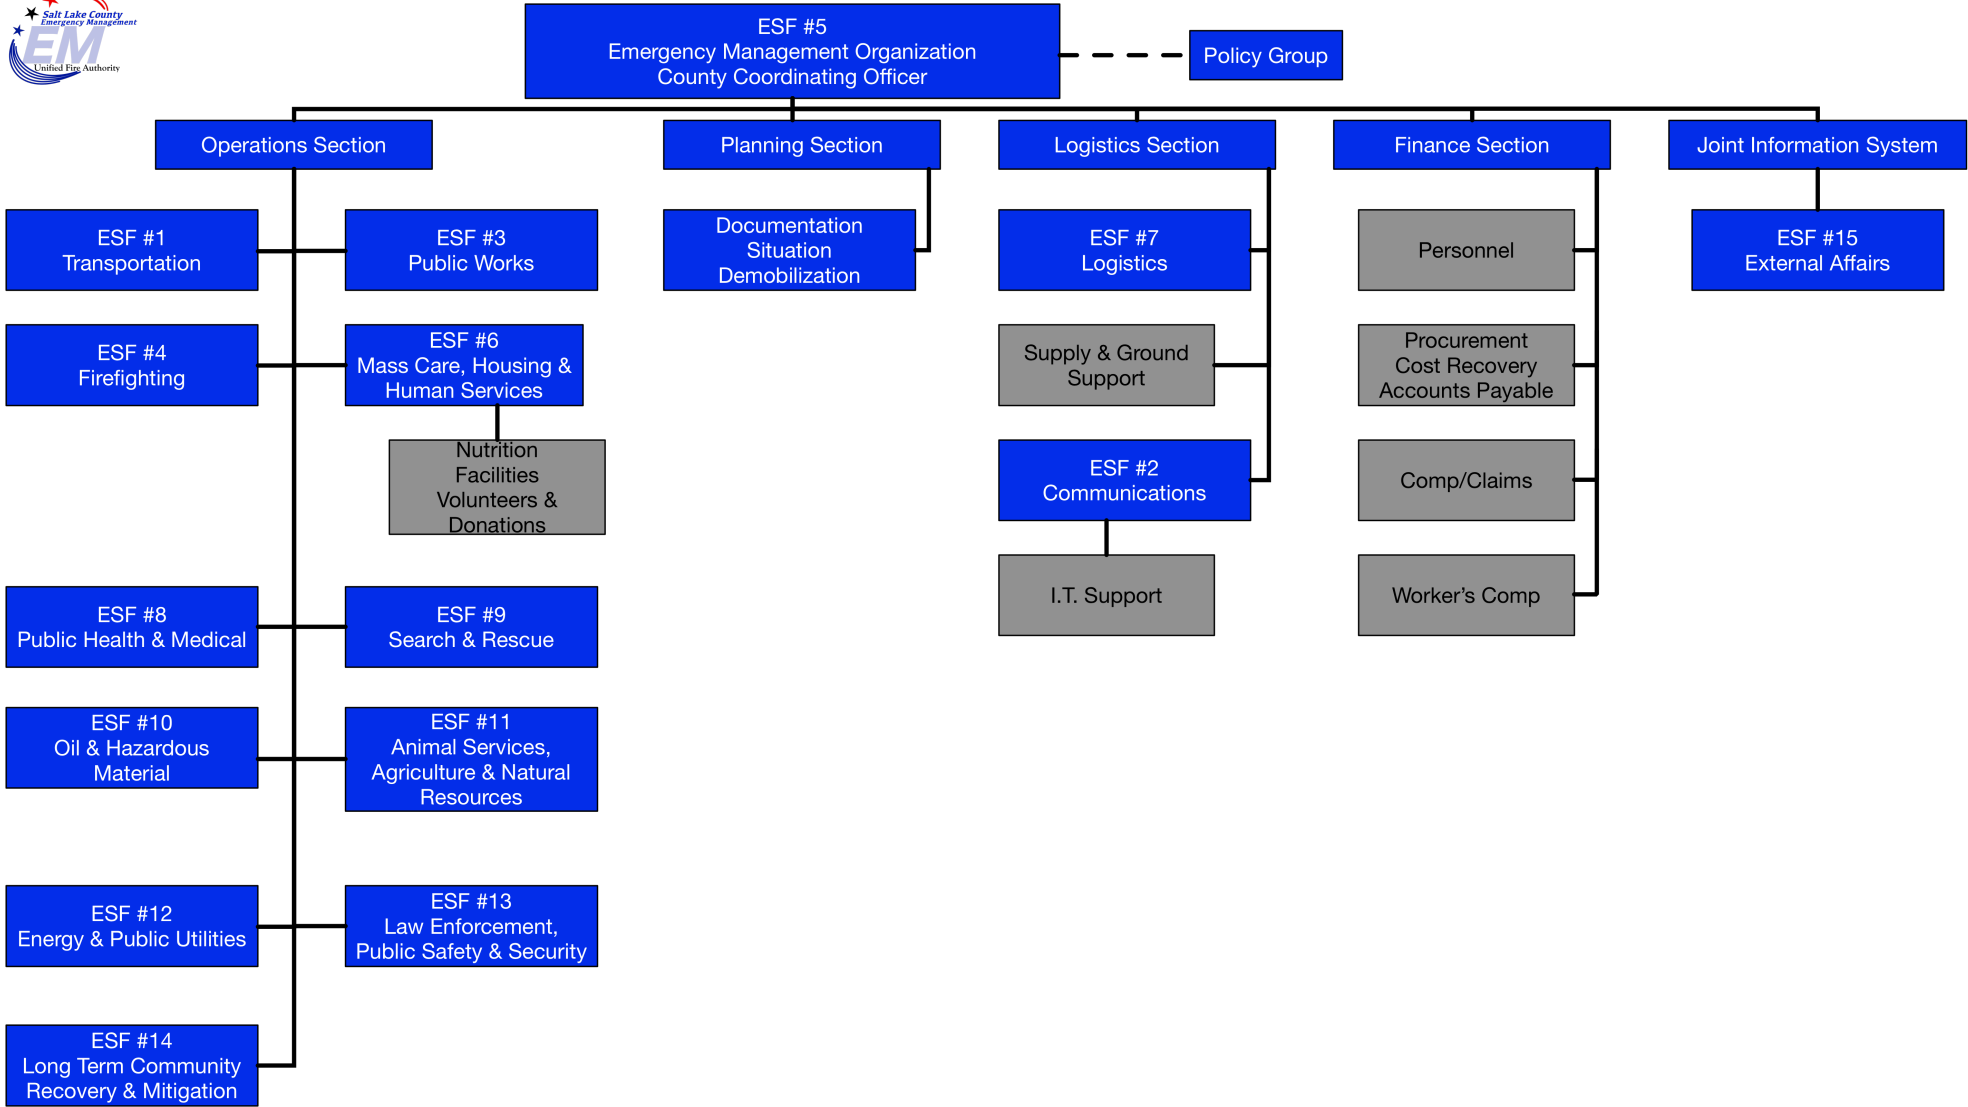 Salt Lake County
Emergency Management
EM
Unified Fire Authority
ESF #5
Emergency Management Organization
County Coordinating Officer
Policy Group
Operations Section
Planning Section
Logistics Section
Finance Section
Joint Information System
ESF #1
Transportation
ESF #3
Public Works
Documentation
Situation
Demobilization
ESF #7
Logistics
Personnel
ESF #15
External Affairs
ESF #4
Firefighting
ESF #6
Mass Care, Housing &
Human Services
Supply & Ground
Support
Procurement
Cost Recovery
Accounts Payable
Nutrition
Facilities
Volunteers &
Donations
ESF #2
Communications
Comp/Claims
I.T. Support
Worker’s Comp
ESF #8
Public Health & Medical
ESF #9
Search & Rescue
ESF #10
Oil & Hazardous
Material
ESF #11
Animal Services,
Agriculture & Natural
Resources
ESF #12
Energy & Public Utilities
ESF #13
Law Enforcement,
Public Safety & Security
ESF #14
Long Term Community
Recovery & Mitigation